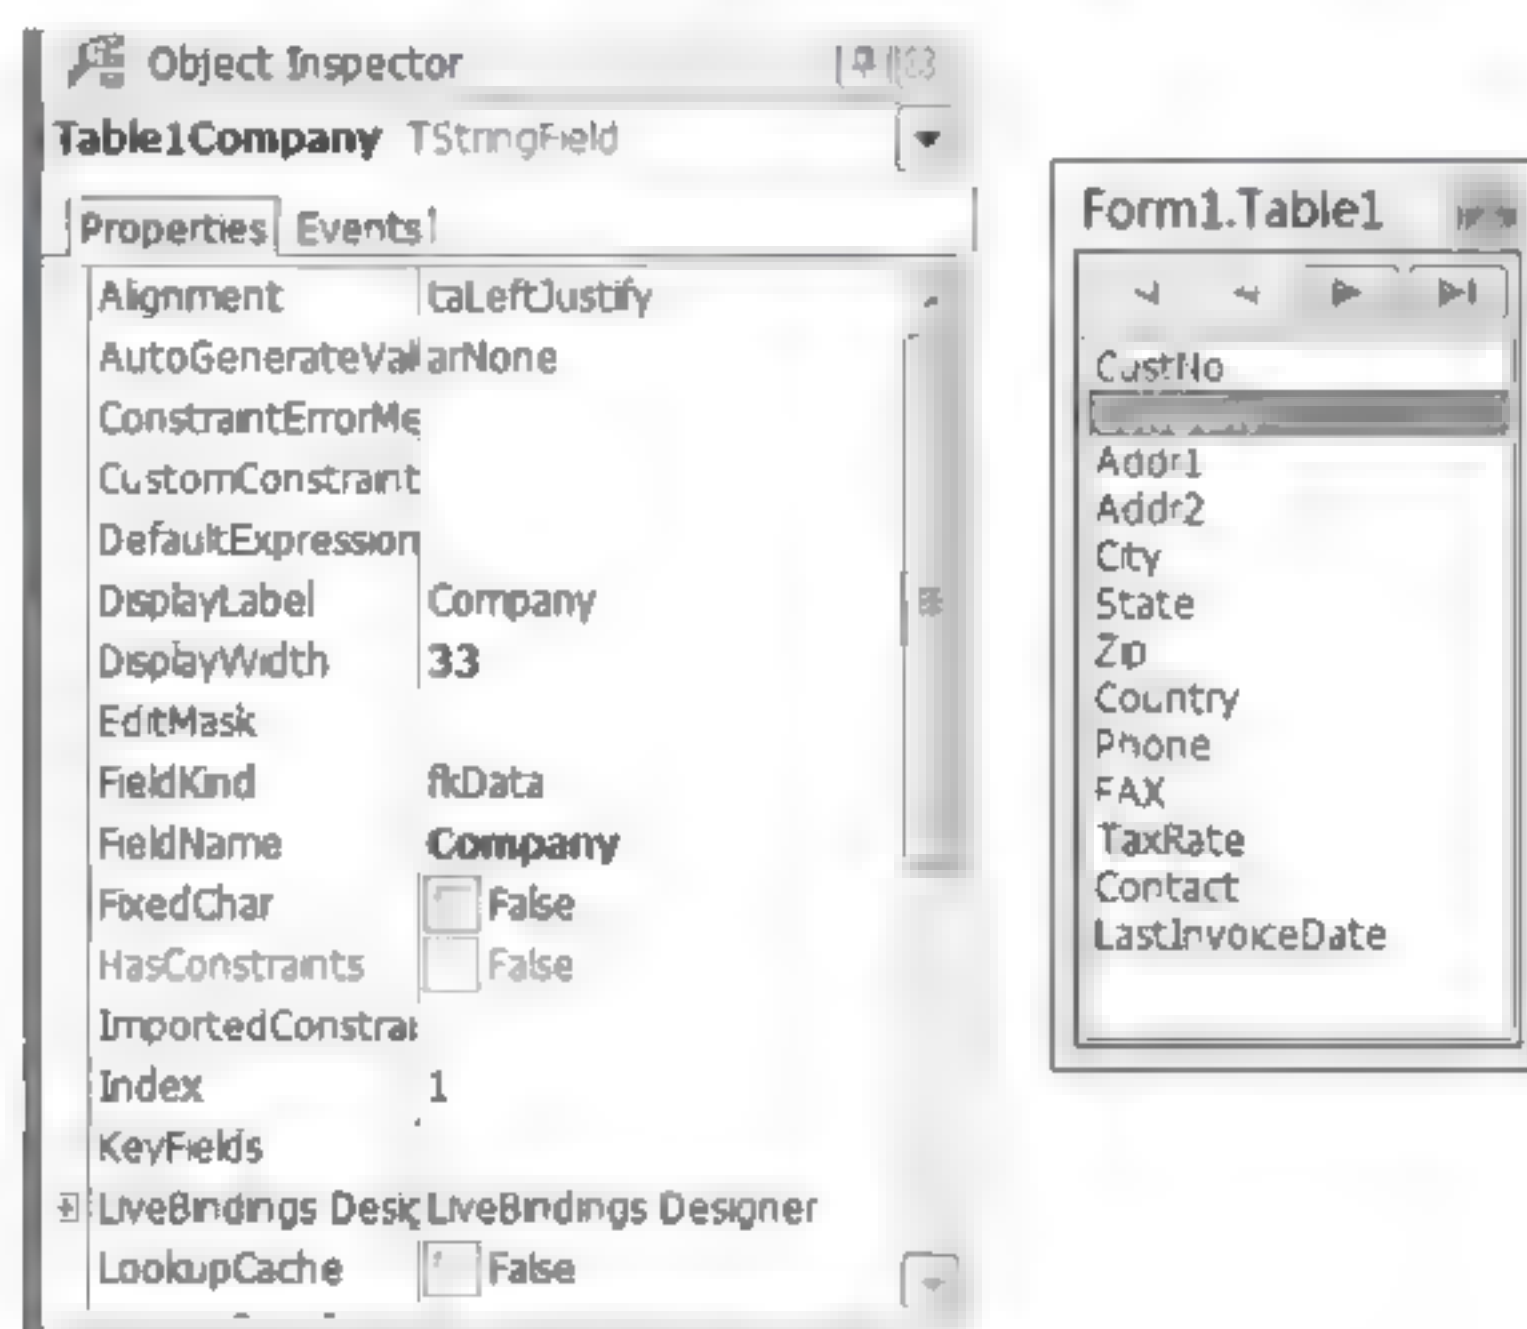 Object Inspector
Table1Company TStringField
Properties Events
Alignment taLeftJustify
AutoGenerateVal arNone
ConstraintErrorMe
CustomConstraint
DefaultExpression
DisplayLabel Company
DisplayWidth 33
EditMask
FieldKind fkData
FieldName Company
FixedChar False
HasConstraints False
ImportedConstrai
Index 1
KeyFields
LiveBindings Desig LiveBindings Designer
LookupCache False
Form1.Table1
CustNo
Addr1
Addr2
City
State
Zip
Country
Phone
FAX
TaxRate
Contact
LastInvoiceDate